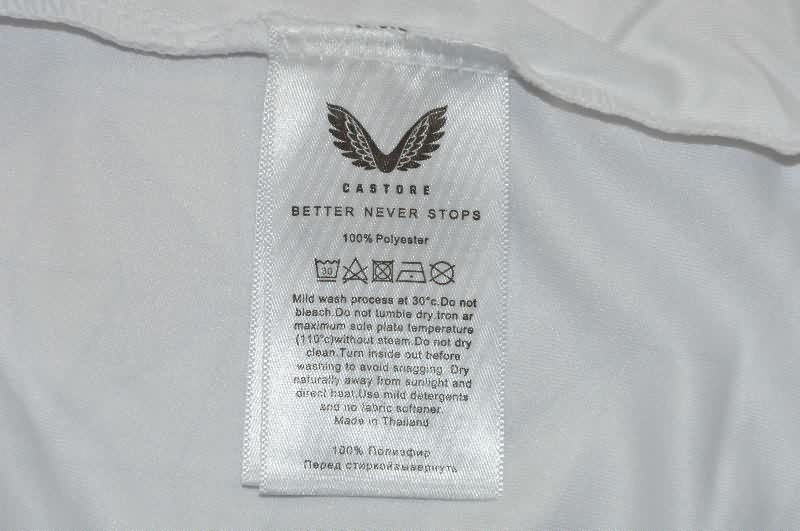 CASTORE
BETTER NEVER STOPS
100% Polyester
30
Mild wash process at 30°c.Do not
bleach.Do not tumble dry.Iron ar
maximum sole plate temperature
(110°c)without steam.Do not dry
clean.Turn inside out before
washing to avoid snagging. Dry
naturally away from sunlight and
direct heat.Use mild detergents
and no fabric softener.
Made in Thailand
100% Полиэфир
Перед стиркойвывернуть